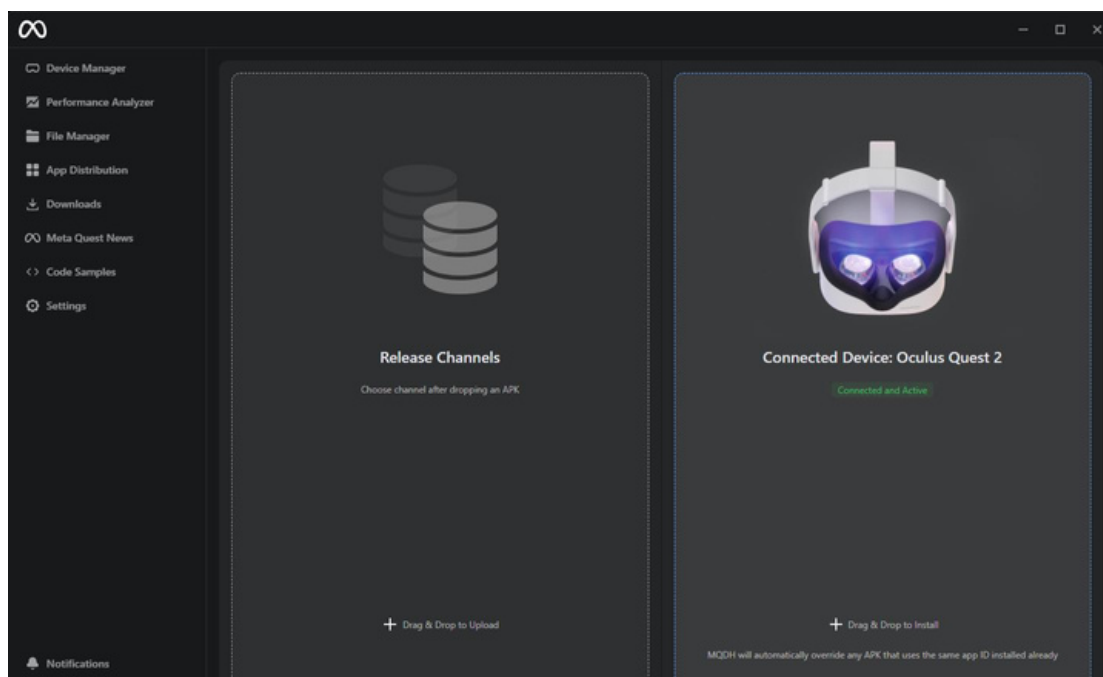 Device Manager
Performance Analyzer
File Manager
App Distribution
Downloads
Meta Quest News
Code Samples
Settings
Notifications
Release Channels
Choose channel after dropping an APK
Drag & Drop to Upload
Connected Device: Oculus Quest 2
Connected and Active
Drag & Drop to Install
MQDH will automatically override any APK that uses the same app ID installed already